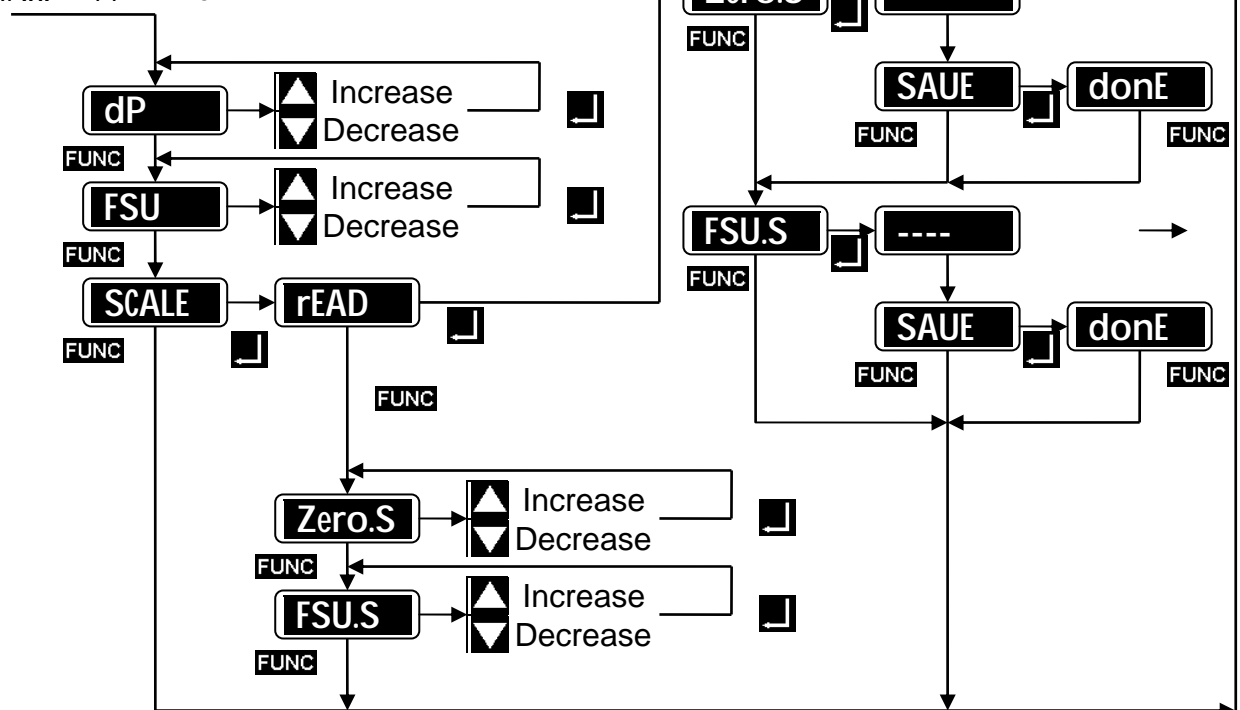 Zero.S
FUNC
SAUE
donE
FUNC
FUNC
dP
Increase
Decrease
FUNC
FSU
Increase
Decrease
FUNC
SCALE
rEAD
FUNC
FUNC
FSU.S
----
FUNC
SAUE
donE
FUNC
FUNC
Zero.S
Increase
Decrease
FUNC
FSU.S
Increase
Decrease
FUNC